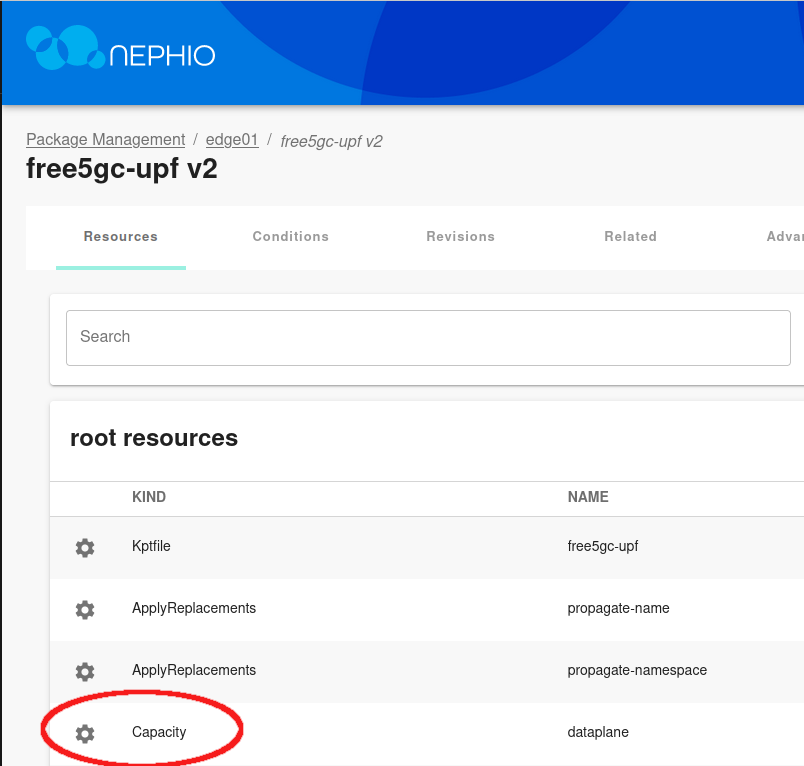 NEPHIO
Package Management / edge01 / free5gc-upf v2
free5gc-upf v2
Resources Conditions Revisions Related
Search
root resources
KIND NAME
Kptfile free5gc-upf
ApplyReplacements propagate-name
ApplyReplacements propagate-namespace
Capacity dataplane